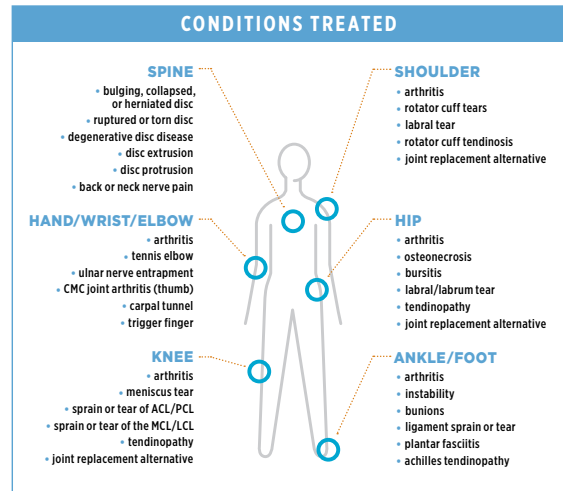 CONDITIONS TREATED
SPINE
• bulging, collapsed,
or herniated disc
• ruptured or torn disc
• degenerative disc disease
• disc extrusion
• disc protrusion
• back or neck nerve pain
SHOULDER
• arthritis
• rotator cuff tears
• labral tear
• rotator cuff tendinosis
• joint replacement alternative
HAND/WRIST/ELBOW
• arthritis
• tennis elbow
• ulnar nerve entrapment
• CMC joint arthritis (thumb)
• carpal tunnel
• trigger finger
HIP
• arthritis
• osteonecrosis
• bursitis
• labral/labrum tear
• tendinopathy
• joint replacement alternative
KNEE
• arthritis
• meniscus tear
• sprain or tear of ACL/PCL
• sprain or tear of the MCL/LCL
• tendinopathy
• joint replacement alternative
ANKLE/FOOT
• arthritis
• instability
• bunions
• ligament sprain or tear
• plantar fasciitis
• achilles tendinopathy